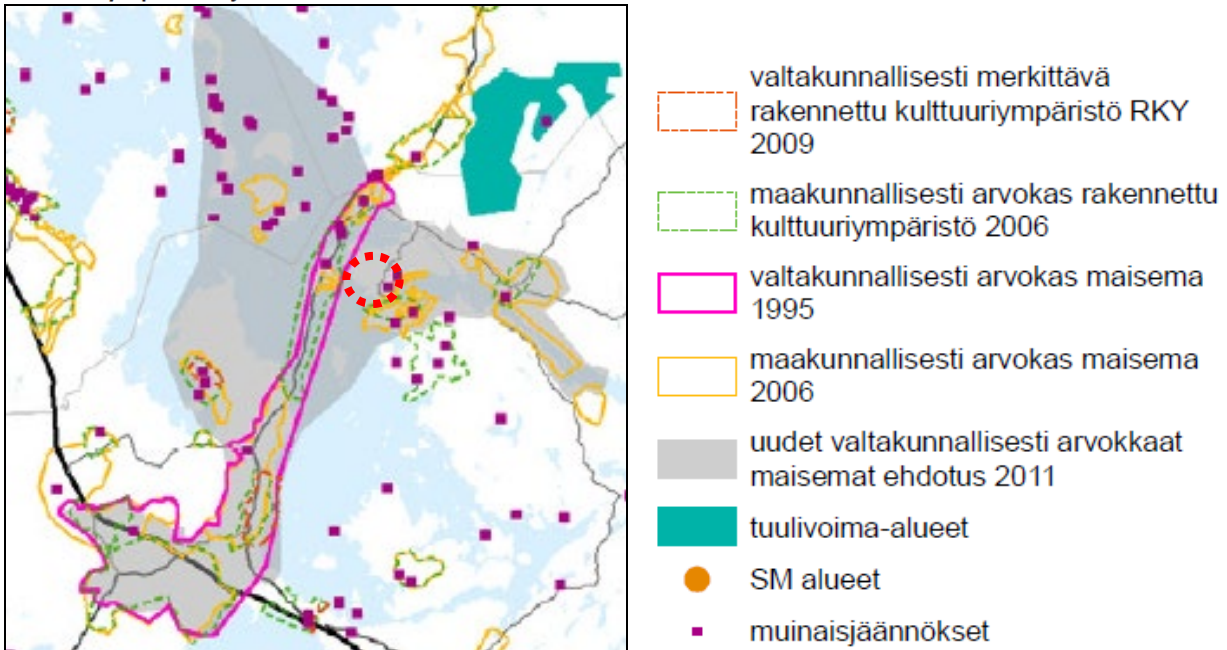 valtakunnallisesti merkittävä
rakennettu kulttuuriympäristö RKY
2009
maakunnallisesti arvokas rakennettu
kulttuuriympäristö 2006
valtakunnallisesti arvokas maisema
1995
maakunnallisesti arvokas maisema
2006
uudet valtakunnallisesti arvokkaat
maisemat ehdotus 2011
tuulivoima-alueet
SM alueet
muinaisjäännökset